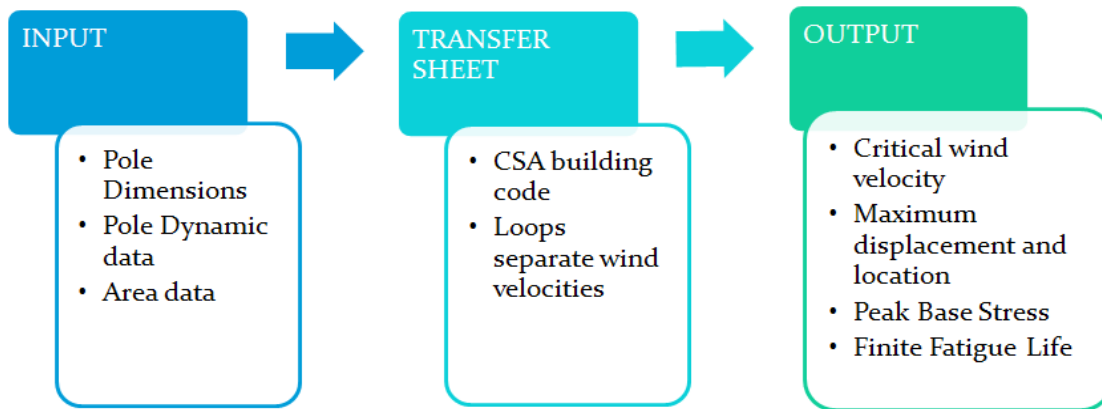 INPUT
• Pole
Dimensions
• Pole Dynamic
data
• Area data
TRANSFER
SHEET
• CSA building
code
• Loops
separate wind
velocities
OUTPUT
• Critical wind
velocity
• Maximum
displacement and
location
• Peak Base Stress
• Finite Fatigue Life